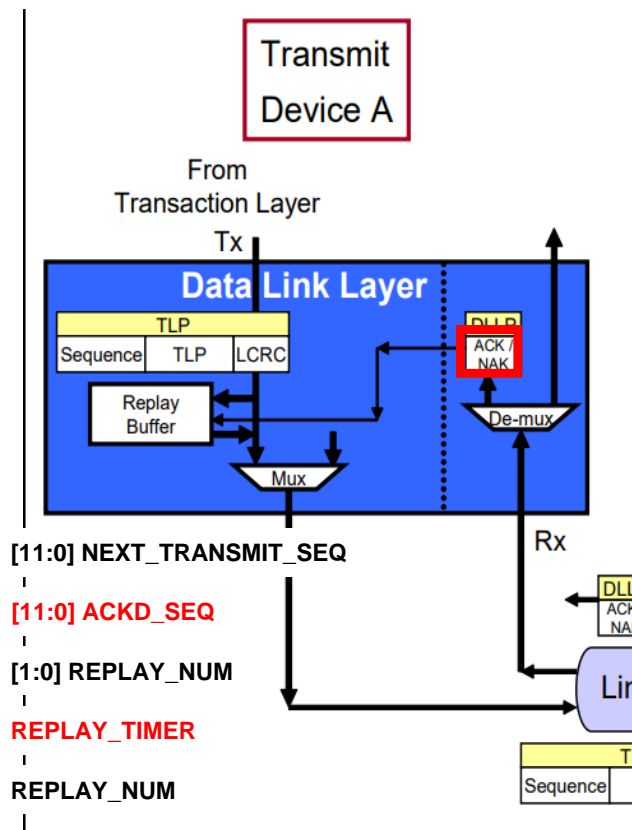 Transmit
Device A
From
Transaction Layer
Tx
Data Link Layer
TLP
Sequence TLP LCRC
DLLP
ACK /
NAK
Replay
Buffer
De-mux
Mux
Rx
[11:0] NEXT_TRANSMIT_SEQ
[11:0] ACKD_SEQ
[1:0] REPLAY_NUM
REPLAY_TIMER
REPLAY_NUM
Sequence